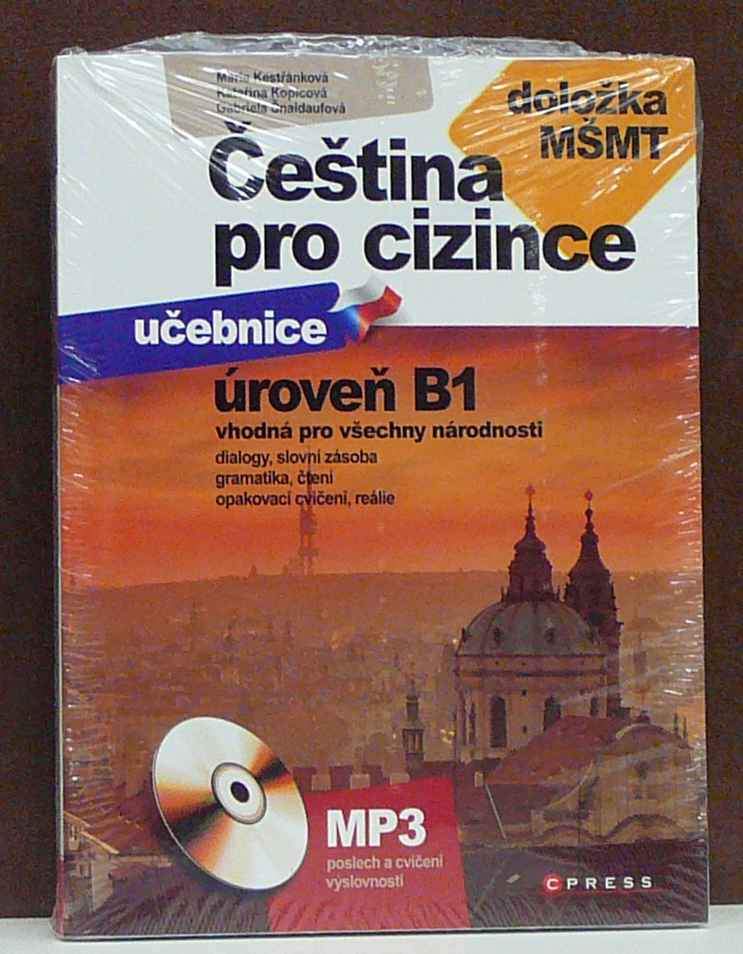 Marie Kestřánková
Kateřina Kopicová
Gabriela Šnaidaufová
doložka
MŠMT
Čeština
pro cizince
učebnice
úroveň B1
vhodná pro všechny národnosti
dialogy, slovní zásoba
gramatika, čtení
opakovací cvičení, reálie
MP3
poslech a cvičení
výslovnosti
CPRESS